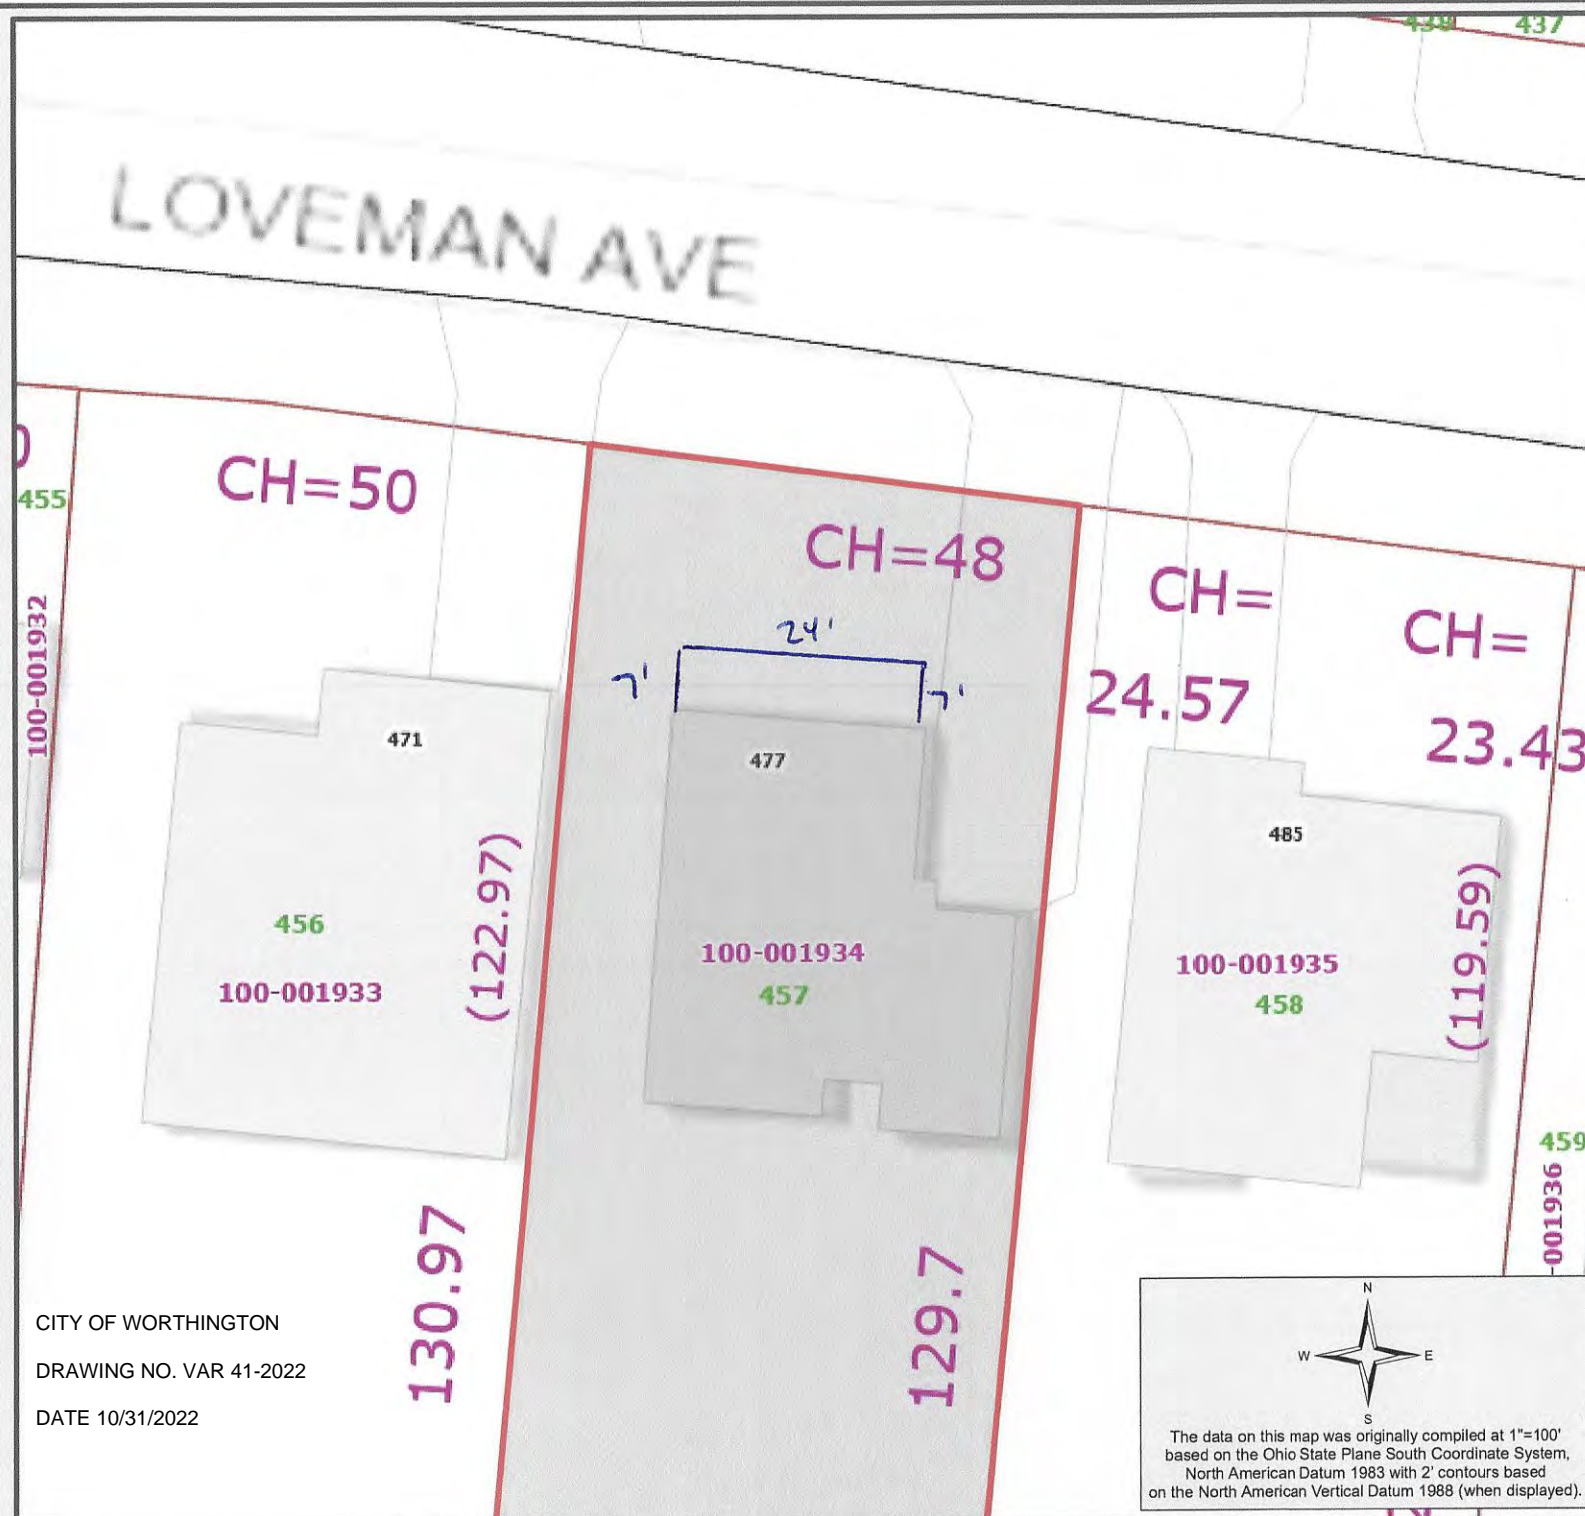 438 437
LOVEMAN AVE
455
CH=50
CH=48
CH=
24.57
CH=
23.43
100-001932
24'
7'
7'
471
477
485
(122.97)
(119.59)
456
100-001933
100-001934
457
100-001935
458
459
-001936
130.97
129.7
CITY OF WORTHINGTON
DRAWING NO. VAR 41-2022
DATE 10/31/2022
N
W E
S
The data on this map was originally compiled at 1"=100'
based on the Ohio State Plane South Coordinate System,
North American Datum 1983 with 2' contours based
on the North American Vertical Datum 1988 (when displayed).